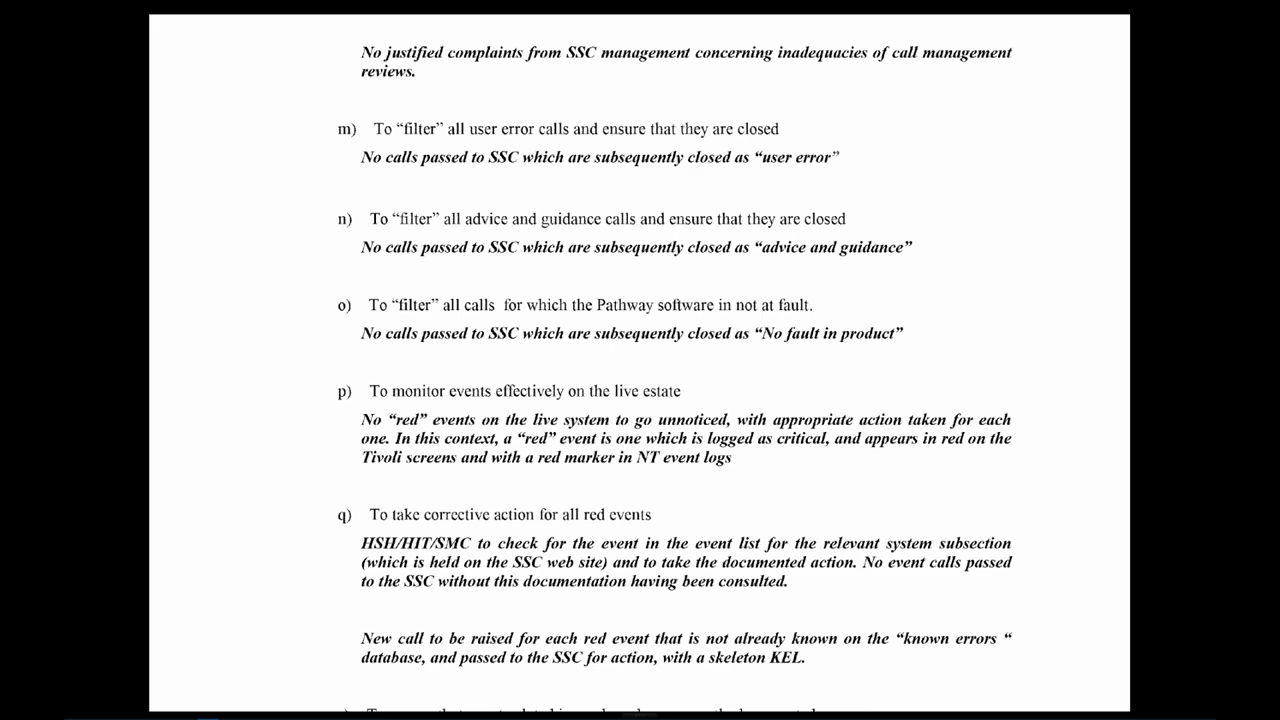 No justified complaints from SSC management concerning inadequacies of call management
reviews.
m) To “filter” all user error calls and ensure that they are closed
No calls passed to SSC which are subsequently closed as “user error”
n) To “filter” all advice and guidance calls and ensure that they are closed
No calls passed to SSC which are subsequently closed as “advice and guidance”
o) To “filter” all calls for which the Pathway software in not at fault.
No calls passed to SSC which are subsequently closed as “No fault in product”
p) To monitor events effectively on the live estate
No “red” events on the live system to go unnoticed, with appropriate action taken for each
one. In this context, a “red” event is one which is logged as critical, and appears in red on the
Tivoli screens and with a red marker in NT event logs
q) To take corrective action for all red events
HSH/HIT/SMC to check for the event in the event list for the relevant system subsection
(which is held on the SSC web site) and to take the documented action. No event calls passed
to the SSC without this documentation having been consulted.
New call to be raised for each red event that is not already known on the “known errors “
database, and passed to the SSC for action, with a skeleton KEL.